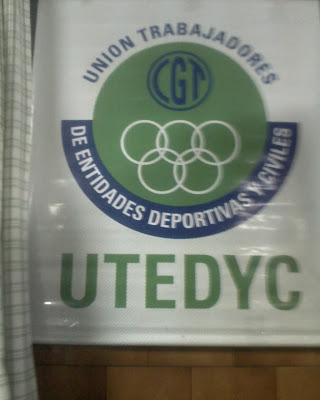 UNION TRABAJADORES
CGT
DE ENTIDADES DEPORTIVAS Y CIVILES
UTEDYC